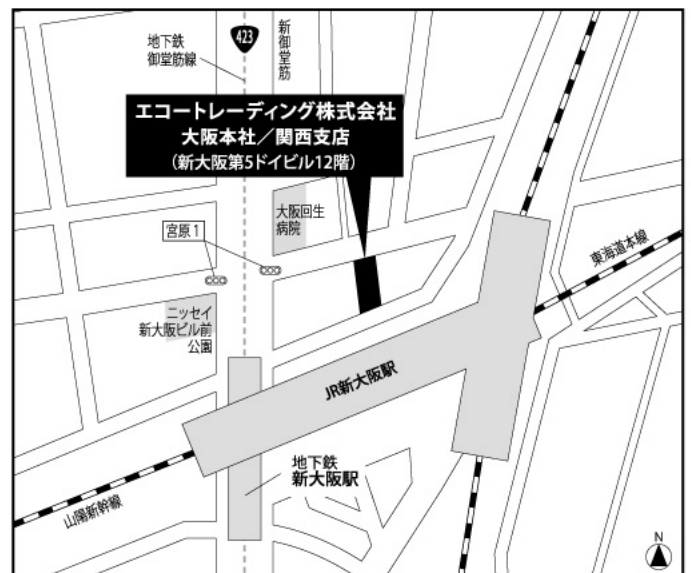 地下鉄
御堂筋線
423
新御堂筋
エコートレーディング株式会社
大阪本社／関西支店
（新大阪第5ドイビル12階）
大阪回生
病院
宮原1
東海道本線
ニッセイ
新大阪ビル前
公園
JR新大阪駅
地下鉄
新大阪駅
山陽新幹線
N